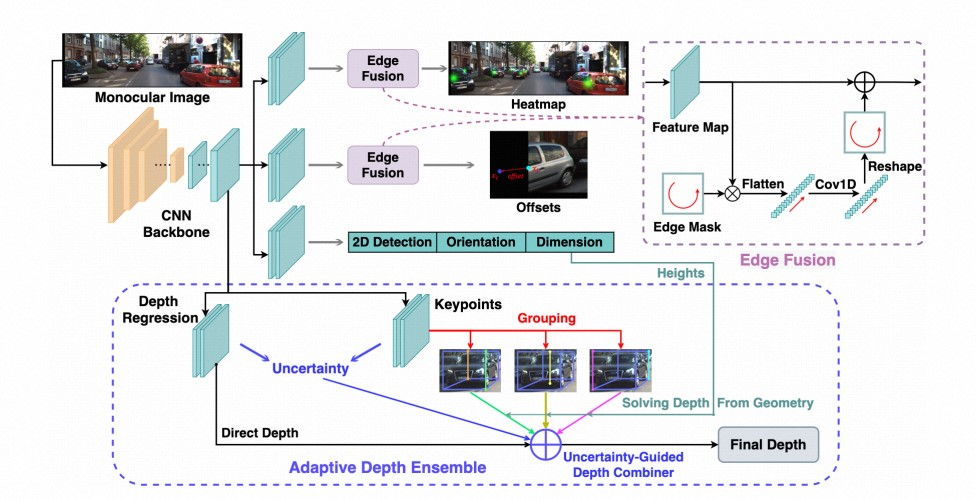 Monocular Image
CNN
Backbone
Edge
Fusion
Heatmap
Edge
Fusion
offset
Offsets
2D Detection
Orientation
Dimension
Feature Map
Edge Mask
Flatten
Cov1D
Reshape
Edge Fusion
Heights
Depth
Regression
Keypoints
Grouping
Uncertainty
Solving Depth From Geometry
Direct Depth
Uncertainty-Guided
Depth Combiner
Final Depth
Adaptive Depth Ensemble